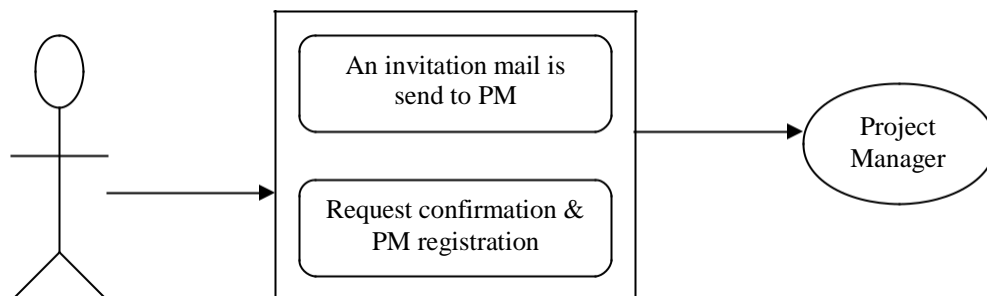 An invitation mail is
send to PM
Project
Manager
Request confirmation &
PM registration